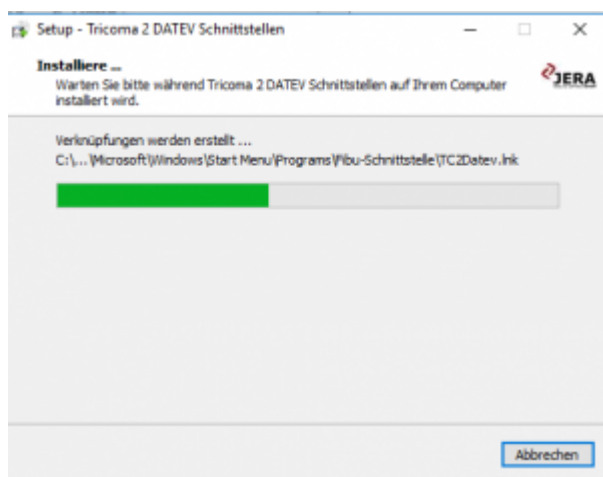 Setup - Tricoma 2 DATEV Schnittstellen
Installiere ...
Warten Sie bitte während Tricoma 2 DATEV Schnittstellen auf Ihrem Computer
installiert wird.
JERA
Verknüpfungen werden erstellt ...
C:\...\Microsoft\Windows\Start Menu\Programs\Fibu-Schnittstelle\TC2Datev.lnk
Abbrechen